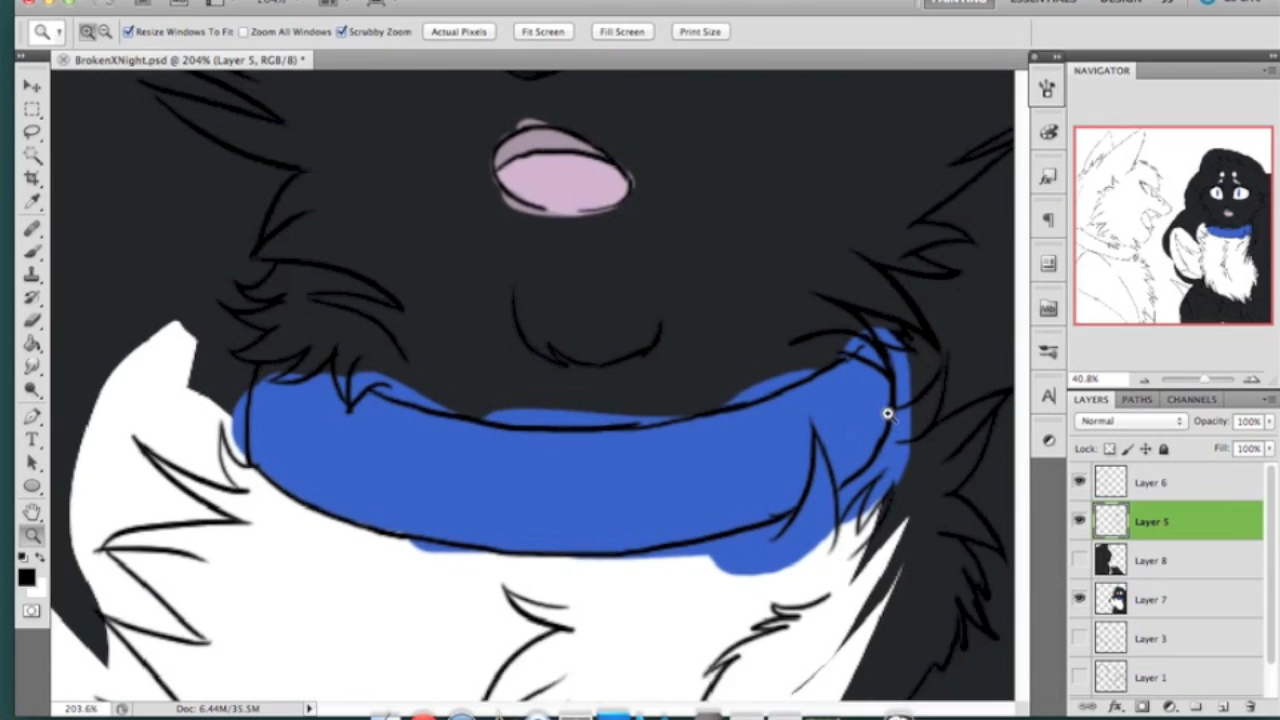 Resize Windows To Fit Zoom All Windows Scrubby Zoom Actual Pixels Fit Screen Fill Screen Print Size
BrokenXNight.psd @ 204% (Layer 5, RGB/8) *
NAVIGATOR
40.8%
LAYERS PATHS CHANNELS
Normal Opacity: 100%
Lock: Fill: 100%
Layer 6
Layer 5
Layer 8
Layer 7
Layer 3
Layer 1
203.6% Doc: 6.44M/35.5M